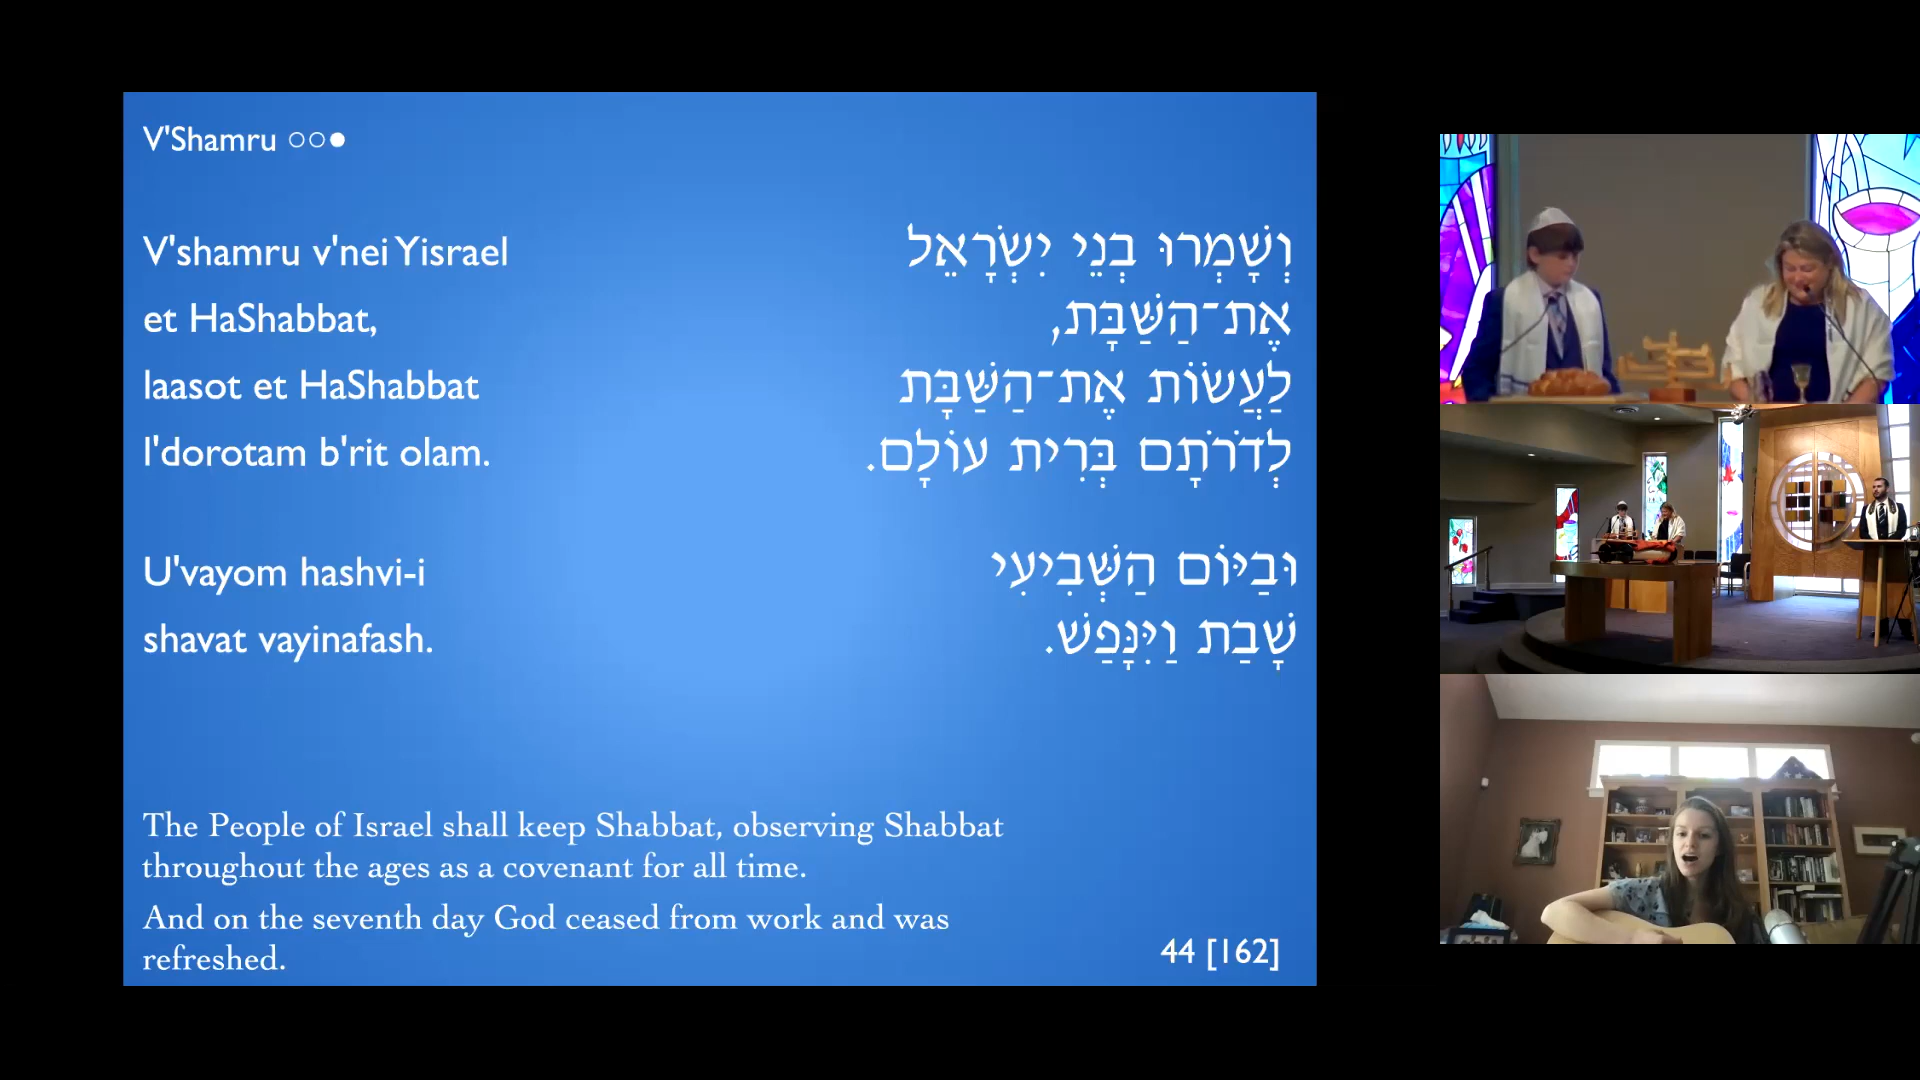 V'Shamru ○○●
V'shamru v'nei Yisrael
et HaShabbat,
laasot et HaShabbat
l'dorotam b'rit olam.
U'vayom hashvi-i
shavat vayinafash.
וְשָׁמְרוּ בְנֵי יִשְׂרָאֵל
אֶת־הַשַּׁבָּת,
לַעֲשׂוֹת אֶת־הַשַּׁבָּת
לְדֹרֹתָם בְּרִית עוֹלָם.
וּבַיּוֹם הַשְּׁבִיעִי
שָׁבַת וַיִּנָּפַשׁ.
The People of Israel shall keep Shabbat, observing Shabbat
throughout the ages as a covenant for all time.
And on the seventh day God ceased from work and was
refreshed.
44 [162]